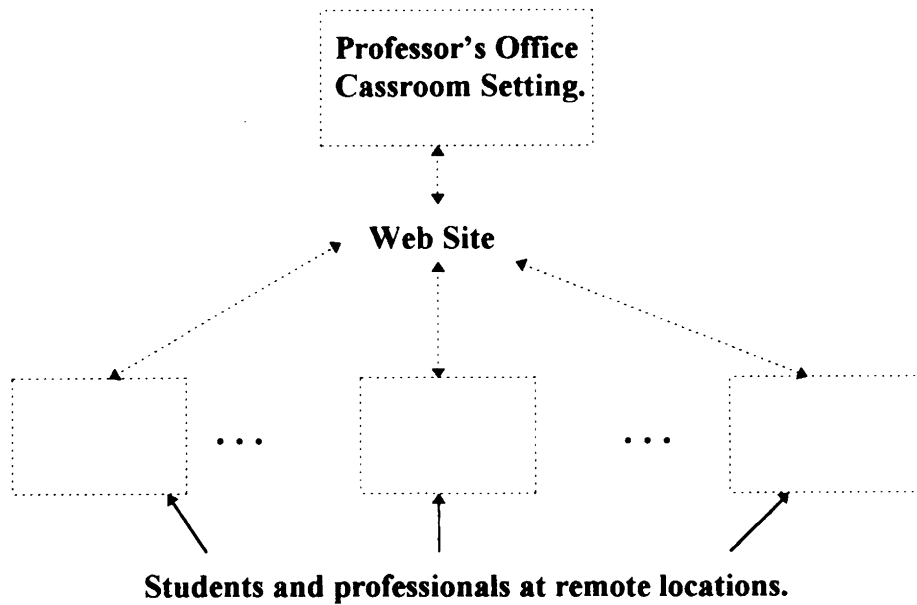 Professor's Office
Cassroom Setting.
Web Site
... ...
Students and professionals at remote locations.